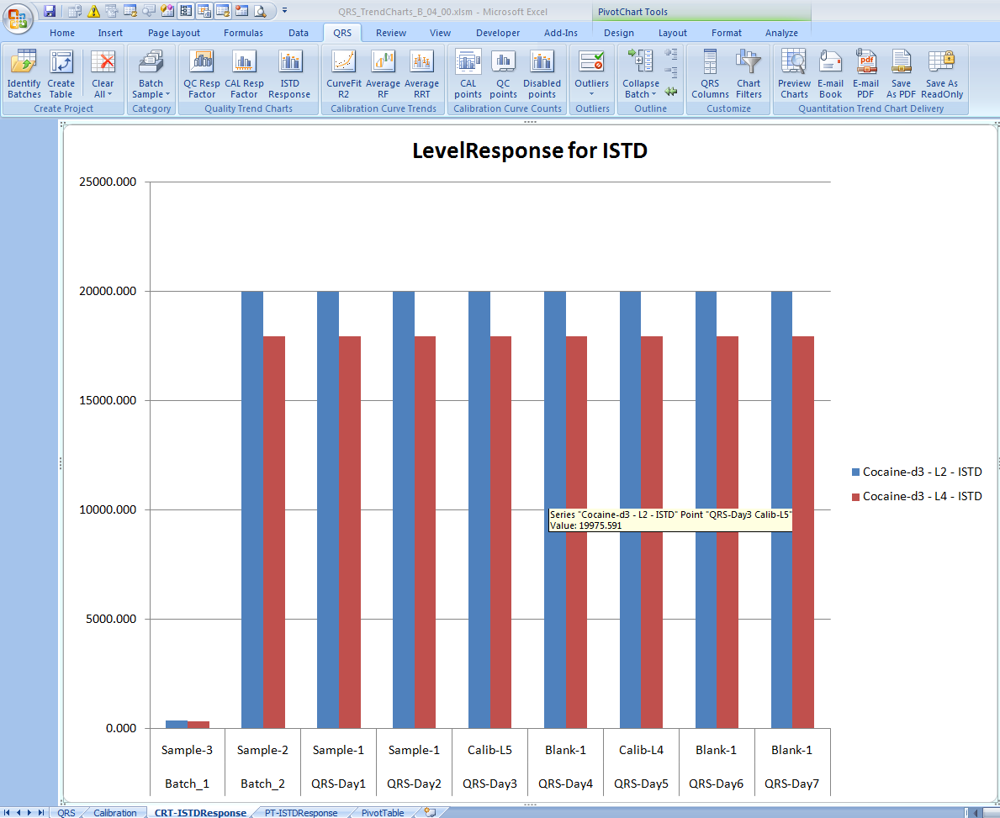 QRS_TrendCharts_B_04_00.xlsm - Microsoft Excel
PivotChart Tools
Home Insert Page Layout Formulas Data QRS Review View Developer Add-Ins Design Layout Format Analyze
Identify Batches
Create Table
Clear All
Batch Sample
QC Resp Factor
CAL Resp Factor
ISTD Response
CurveFit R2
Average RF
Average RRT
CAL points
QC points
Disabled points
Outliers
Collapse Batch
QRS Columns
Chart Filters
Preview Charts
E-mail Book
pdf
E-mail PDF
Save As PDF
Save As ReadOnly
Create Project
Category
Quality Trend Charts
Calibration Curve Trends
Calibration Curve Counts
Outliers
Outline
Customize
Quantitation Trend Chart Delivery
LevelResponse for ISTD
25000.000
20000.000
15000.000
10000.000
5000.000
0.000
Cocaine-d3 - L2 - ISTD
Cocaine-d3 - L4 - ISTD
Series "Cocaine-d3 - L2 - ISTD" Point "QRS-Day3 Calib-L5"
Value: 19975.591
Sample-3 Sample-2 Sample-1 Sample-1 Calib-L5 Blank-1 Calib-L4 Blank-1 Blank-1
Batch_1 Batch_2 QRS-Day1 QRS-Day2 QRS-Day3 QRS-Day4 QRS-Day5 QRS-Day6 QRS-Day7
QRS Calibration CRT-ISTDResponse PT-ISTDResponse PivotTable